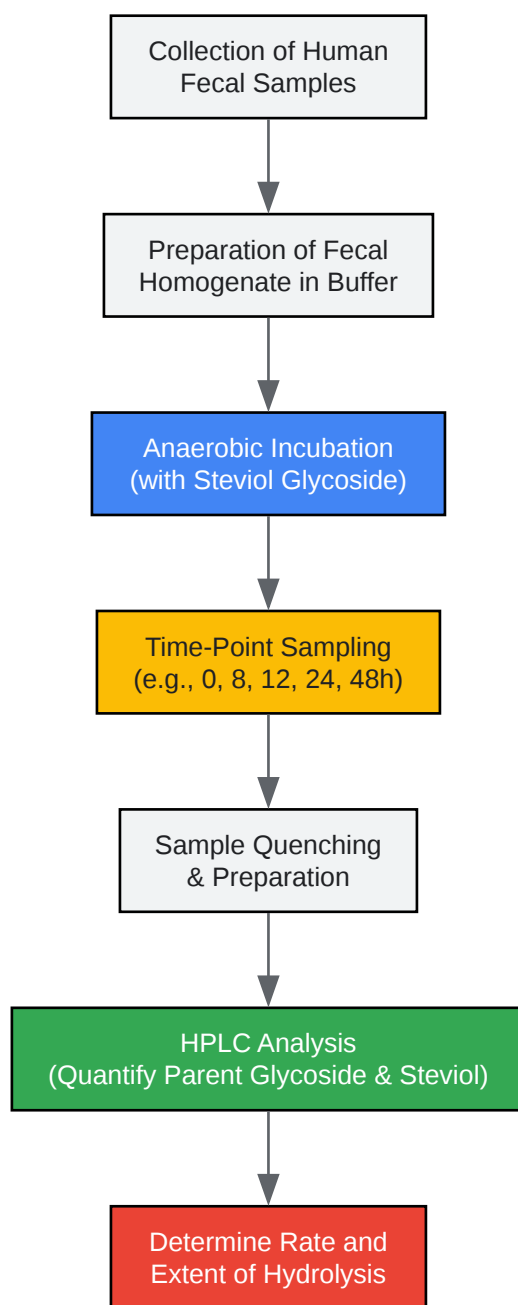 Collection of Human
Fecal Samples
Preparation of Fecal
Homogenate in Buffer
Anaerobic Incubation
(with Steviol Glycoside)
Time-Point Sampling
(e.g., 0, 8, 12, 24, 48h)
Sample Quenching
& Preparation
HPLC Analysis
(Quantify Parent Glycoside & Steviol)
Determine Rate and
Extent of Hydrolysis